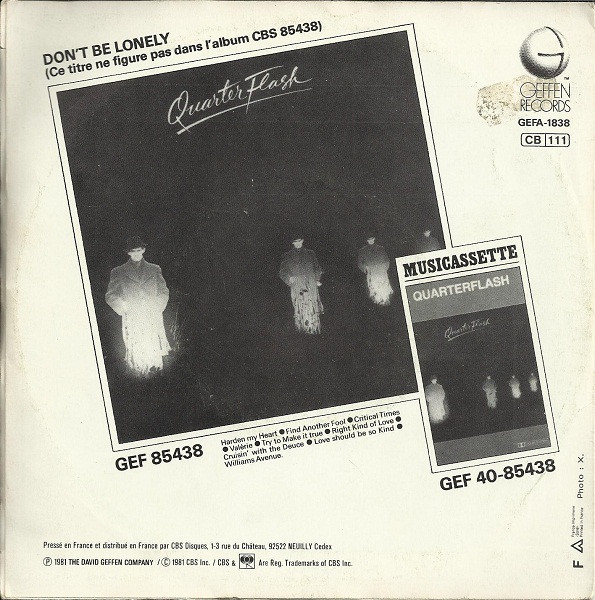 DON'T BE LONELY
(Ce titre ne figure pas dans l'album CBS 85438)
QuarterFlash
GEFFEN
RECORDS
GEFA-1838
CB 111
MUSICASSETTE
QUARTERFLASH
QuarterFlash
Harden my Heart ● Find Another Fool ● Critical Times
● Valérie ● Try to Make it true ● Right Kind of Love ●
Cruisin' with the Deuce ● Love should be so Kind ●
Williams Avenue.
GEF 85438
GEF 40-85438
Pressé en France et distribué en France par CBS Disques, 1-3 rue du Château, 92522 NEUILLY Cedex
Ⓟ 1981 THE DAVID GEFFEN COMPANY / Ⓒ 1981 CBS Inc. / CBS & Are Reg. Trademarks of CBS Inc.
Photo : X.
Printed in France
F